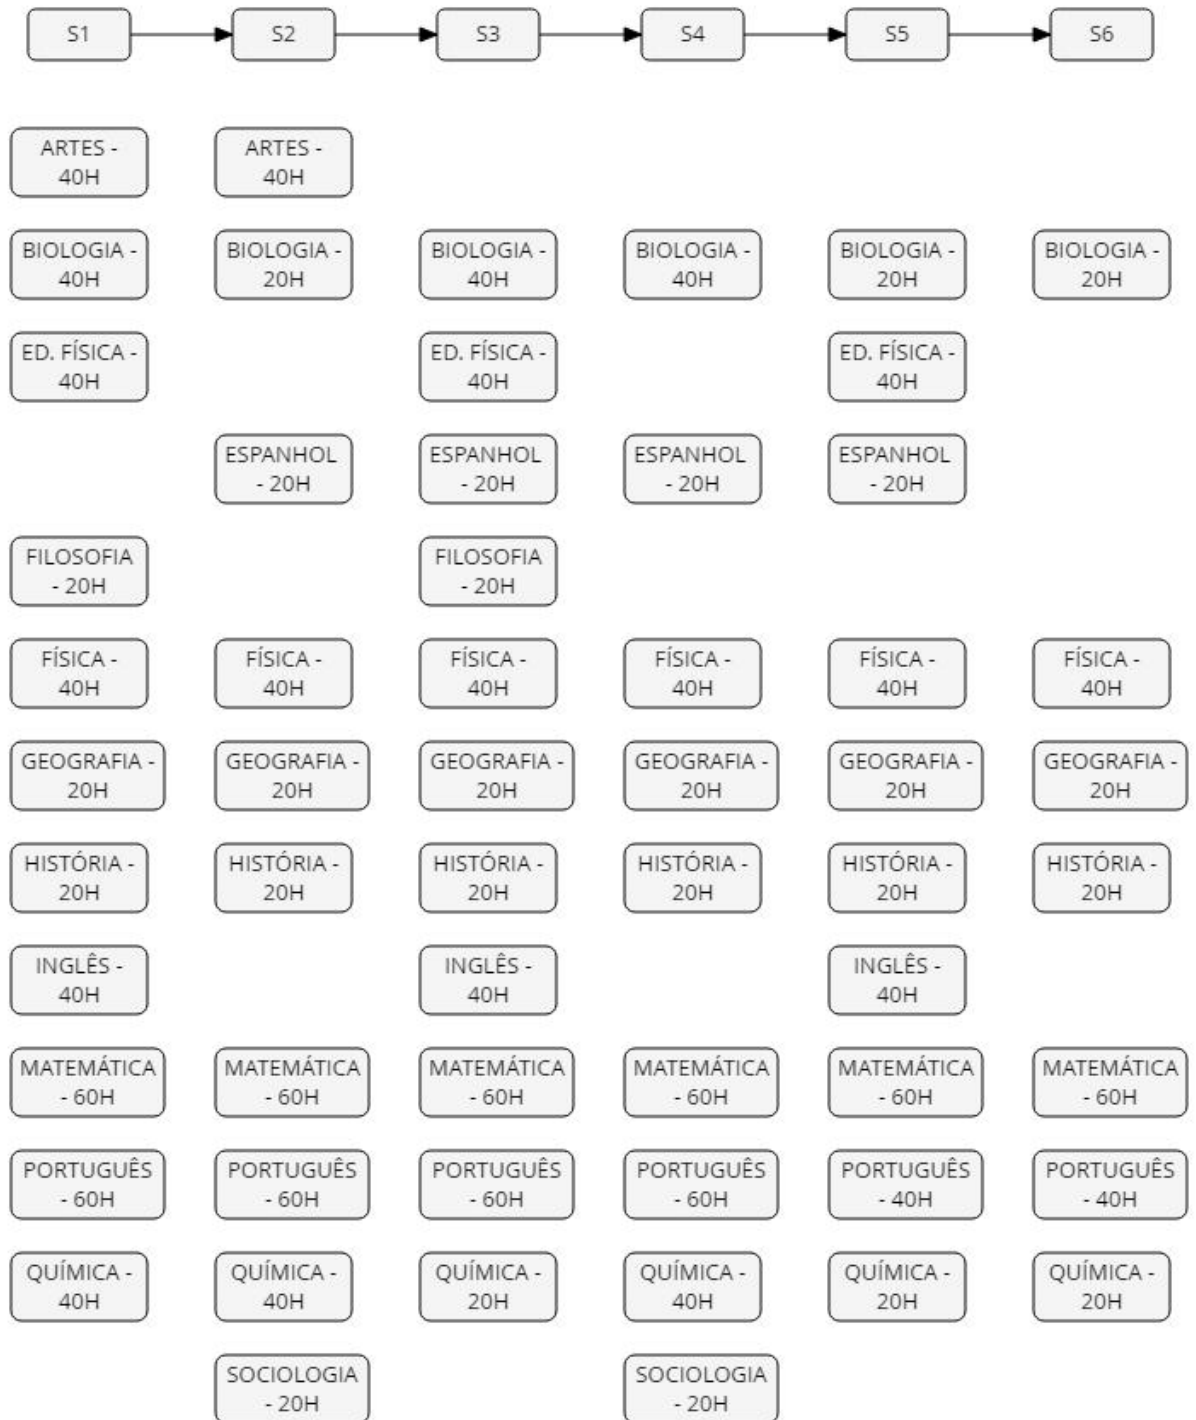 S1
S2
S3
S4
S5
S6
ARTES -
40H
ARTES -
40H
BIOLOGIA -
40H
BIOLOGIA -
20H
BIOLOGIA -
40H
BIOLOGIA -
40H
BIOLOGIA -
20H
BIOLOGIA -
20H
ED. FÍSICA -
40H
ED. FÍSICA -
40H
ED. FÍSICA -
40H
ESPANHOL
- 20H
ESPANHOL
- 20H
ESPANHOL
- 20H
ESPANHOL
- 20H
FILOSOFIA
- 20H
FILOSOFIA
- 20H
FÍSICA -
40H
FÍSICA -
40H
FÍSICA -
40H
FÍSICA -
40H
FÍSICA -
40H
FÍSICA -
40H
GEOGRAFIA -
20H
GEOGRAFIA -
20H
GEOGRAFIA -
20H
GEOGRAFIA -
20H
GEOGRAFIA -
20H
GEOGRAFIA -
20H
HISTÓRIA -
20H
HISTÓRIA -
20H
HISTÓRIA -
20H
HISTÓRIA -
20H
HISTÓRIA -
20H
HISTÓRIA -
20H
INGLÊS -
40H
INGLÊS -
40H
INGLÊS -
40H
MATEMÁTICA
- 60H
MATEMÁTICA
- 60H
MATEMÁTICA
- 60H
MATEMÁTICA
- 60H
MATEMÁTICA
- 60H
MATEMÁTICA
- 60H
PORTUGUÊS
- 60H
PORTUGUÊS
- 60H
PORTUGUÊS
- 60H
PORTUGUÊS
- 60H
PORTUGUÊS
- 40H
PORTUGUÊS
- 40H
QUÍMICA -
40H
QUÍMICA -
40H
QUÍMICA -
20H
QUÍMICA -
40H
QUÍMICA -
20H
QUÍMICA -
20H
SOCIOLOGIA
- 20H
SOCIOLOGIA
- 20H